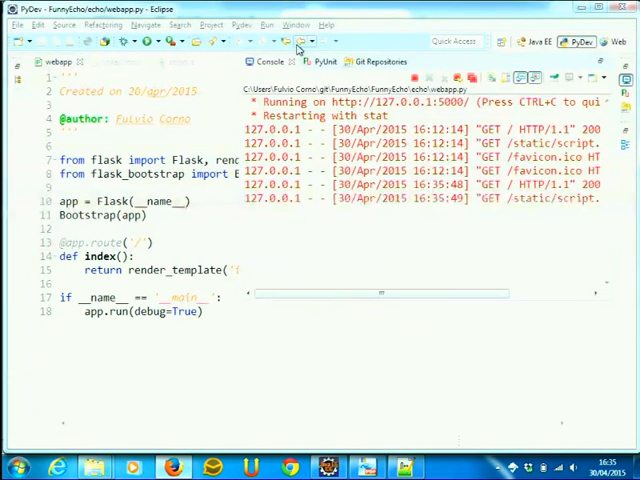 PyDev - FunnyEcho/echo/webapp.py - Eclipse
File Edit Source Refactoring Navigate Search Project Pydev Run Window Help
Quick Access
Java EE
PyDev
Web
webapp
Console
PyUnit
Git Repositories
1 '''
2 Created on 20/apr/2015
3
4 @author: Fulvio Corno
5 '''
6
7 from flask import Flask, rend
8 from flask_bootstrap import B
9
10 app = Flask(__name__)
11 Bootstrap(app)
12
13 @app.route('/')
14 def index():
15 return render_template('i
16
17 if __name__ == '__main__':
18 app.run(debug=True)
C:\Users\Fulvio Corno\git\FunnyEcho\FunnyEcho\echo\webapp.py
* Running on http://127.0.0.1:5000/ (Press CTRL+C to qui
* Restarting with stat
127.0.0.1 - - [30/Apr/2015 16:12:14] "GET / HTTP/1.1" 200
127.0.0.1 - - [30/Apr/2015 16:12:14] "GET /static/script.
127.0.0.1 - - [30/Apr/2015 16:12:14] "GET /favicon.ico HT
127.0.0.1 - - [30/Apr/2015 16:12:14] "GET /favicon.ico HT
127.0.0.1 - - [30/Apr/2015 16:35:48] "GET / HTTP/1.1" 200
127.0.0.1 - - [30/Apr/2015 16:35:49] "GET /static/script.
16:35
30/04/2015